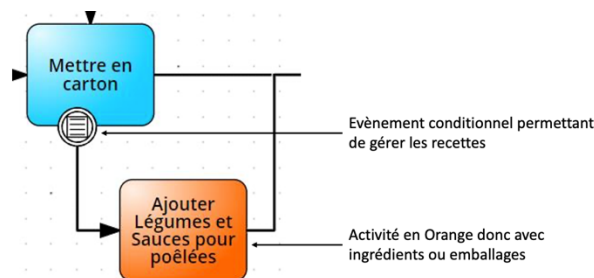 Mettre en
carton
Evènement conditionnel permettant
de gérer les recettes
Ajouter
Légumes et
Sauces pour
poêlées
Activité en Orange donc avec
ingrédients ou emballages